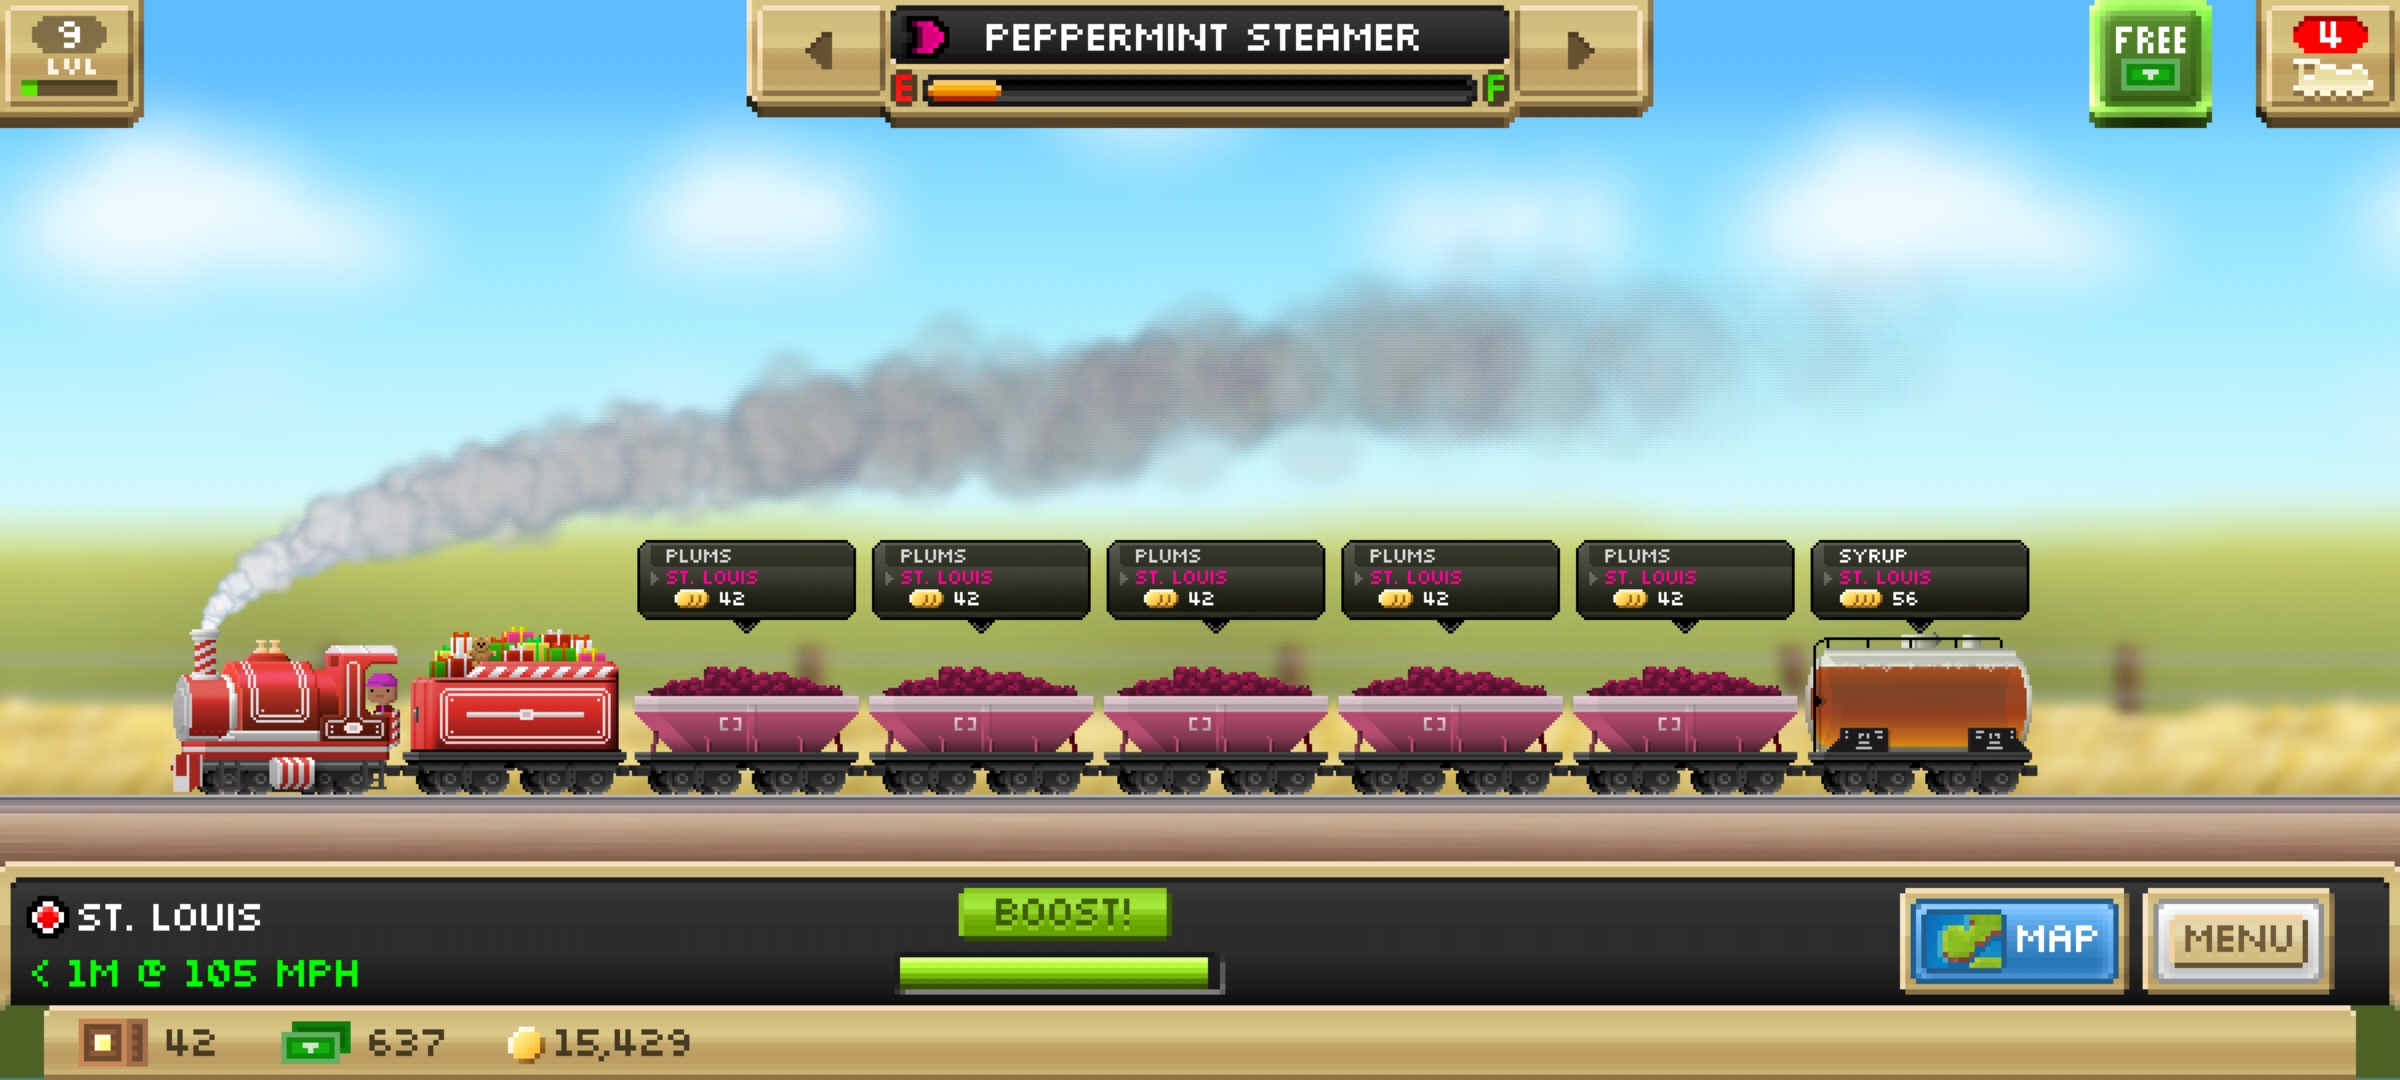 9
LVL
PEPPERMINT STEAMER
E F
FREE
4
PLUMS
ST. LOUIS
42
PLUMS
ST. LOUIS
42
PLUMS
ST. LOUIS
42
PLUMS
ST. LOUIS
42
PLUMS
ST. LOUIS
42
SYRUP
ST. LOUIS
56
ST. LOUIS
< 1M @ 105 MPH
BOOST!
MAP
MENU
42 637 15,429